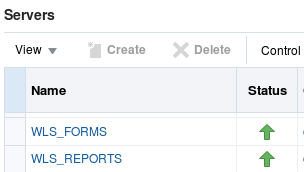 Servers
View Create Delete Control
Name Status
WLS_FORMS
WLS_REPORTS